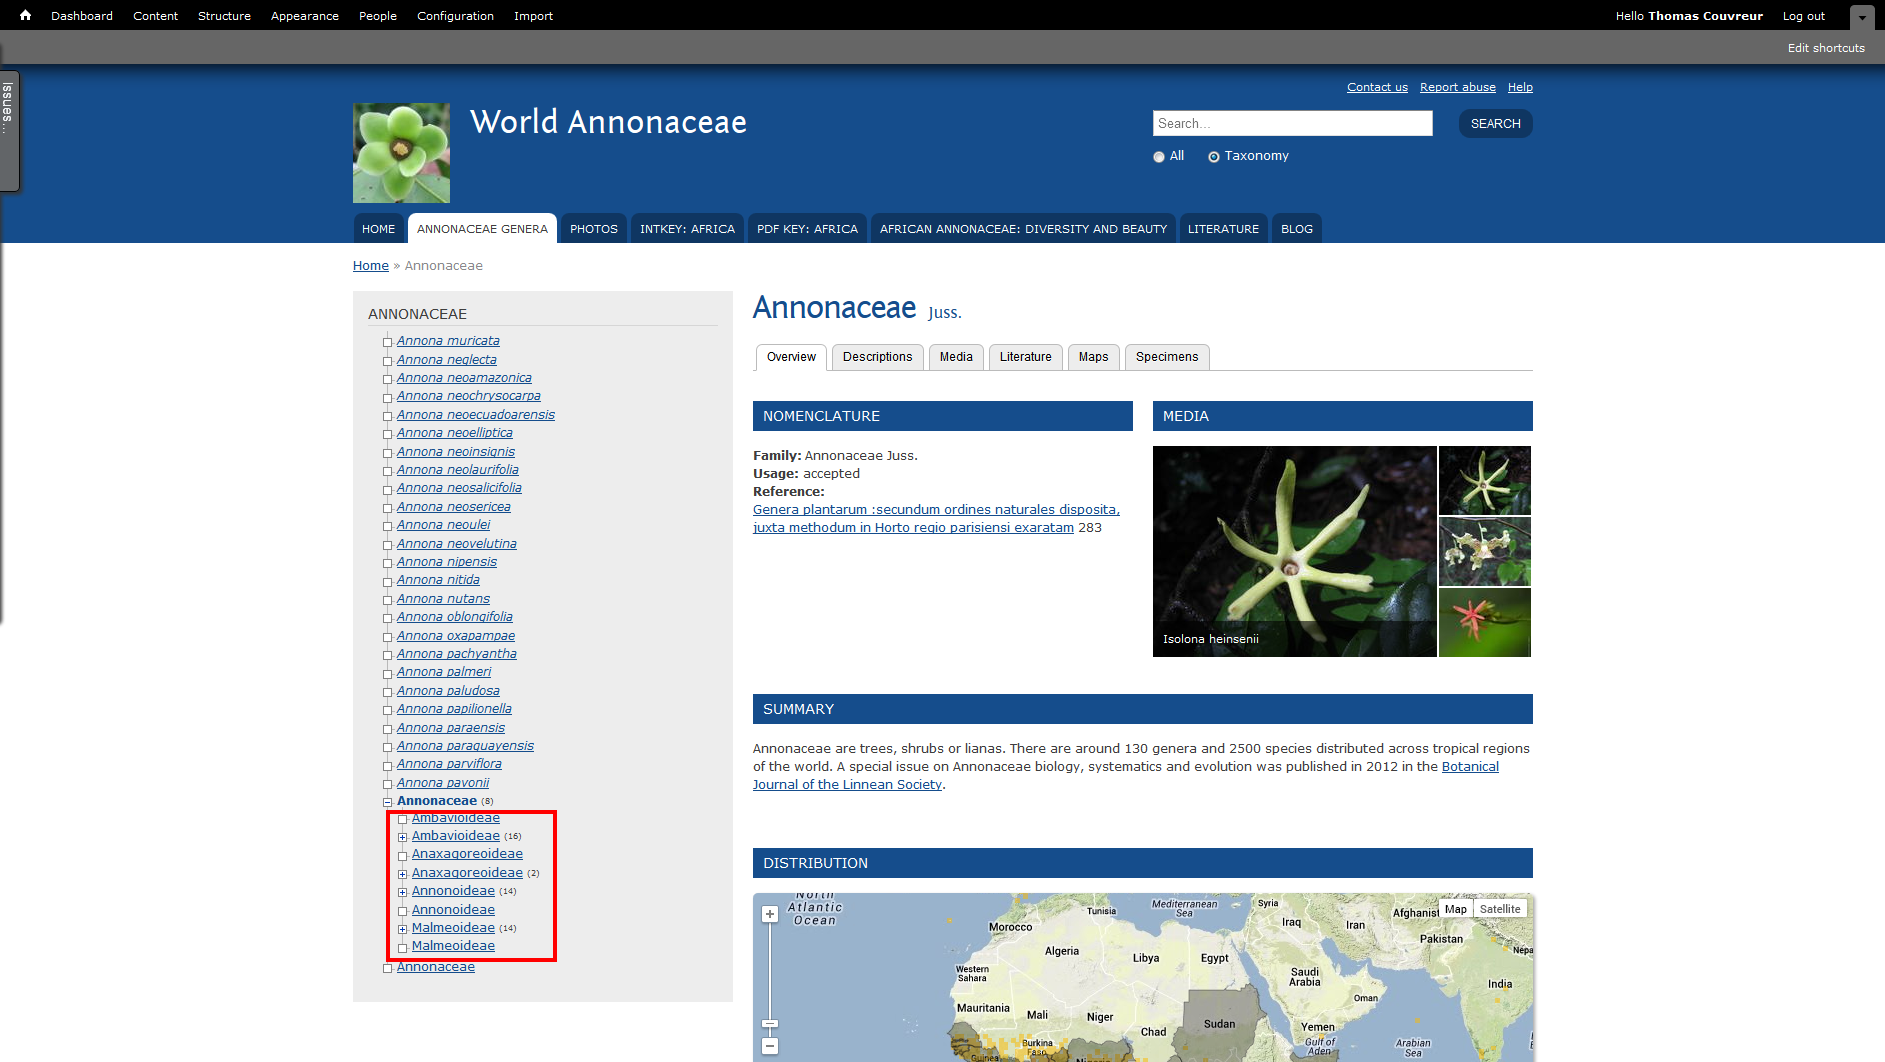 Dashboard Content Structure Appearance People Configuration Import Hello Thomas Couvreur Log out
Edit shortcuts
Issues...
Contact us Report abuse Help
World Annonaceae
Search... SEARCH
All Taxonomy
HOME ANNONACEAE GENERA PHOTOS INTKEY: AFRICA PDF KEY: AFRICA AFRICAN ANNONACEAE: DIVERSITY AND BEAUTY LITERATURE BLOG
Home » Annonaceae
ANNONACEAE
Annona muricata
Annona neglecta
Annona neoamazonica
Annona neochrysocarpa
Annona neoecuadoarensis
Annona neoelliptica
Annona neoinsignis
Annona neolaurifolia
Annona neosalicifolia
Annona neosericea
Annona neoulei
Annona neovelutina
Annona nipensis
Annona nitida
Annona nutans
Annona oblongifolia
Annona oxapampae
Annona pachyantha
Annona palmeri
Annona paludosa
Annona papilionella
Annona paraensis
Annona paraguayensis
Annona parviflora
Annona pavonii
Annonaceae (8)
Ambavioideae
Ambavioideae (16)
Anaxagoreoideae
Anaxagoreoideae (2)
Annonoideae (14)
Annonoideae
Malmeoideae (14)
Malmeoideae
Annonaceae
Annonaceae Juss.
Overview Descriptions Media Literature Maps Specimens
NOMENCLATURE
Family: Annonaceae Juss.
Usage: accepted
Reference:
Genera plantarum :secundum ordines naturales disposita,
juxta methodum in Horto regio parisiensi exaratam 283
MEDIA
Isolona heinsenii
SUMMARY
Annonaceae are trees, shrubs or lianas. There are around 130 genera and 2500 species distributed across tropical regions
of the world. A special issue on Annonaceae biology, systematics and evolution was published in 2012 in the Botanical
Journal of the Linnean Society.
DISTRIBUTION
North
Atlantic
Ocean
Tunisia
Mediterranean
Sea
Syria
Afghanist
Map Satellite
Morocco
Iraq
Iran
Pakistan
Algeria
Libya
Egypt
Nepa
Western
Sahara
Saudi
Arabia
India
Oman
Mauritania
Mali
Niger
Chad
Sudan
Yemen
Burkina
Faso
Gulf of
Aden
Arabian
Sea
Guinea